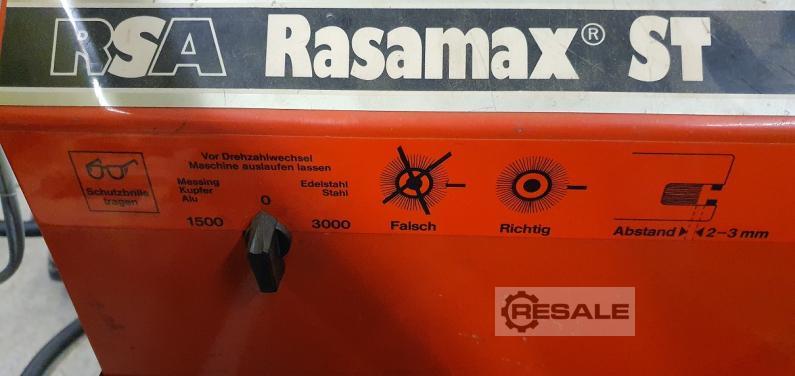 RSA Rasamax® ST
Schutzbrille
tragen
Vor Drehzahlwechsel
Maschine auslaufen lassen
Messing
Kupfer
Alu
0
Edelstahl
Stahl
1500
3000
Falsch
Richtig
Abstand 2-3 mm
RESALE